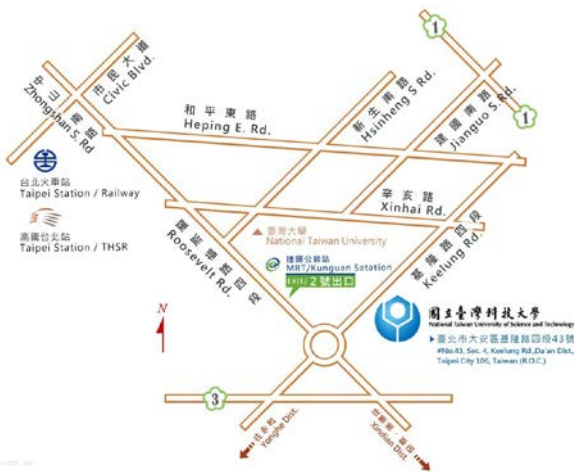 1
市民大道
Civic Blvd.
中山南路
Zhongshan S. Rd
和平東路
Heping E. Rd.
新生南路
Hsinheng S Rd.
建國南路
Jianguo S.Rd.
1
台北火車站
Taipei Station / Railway
高鐵台北站
Taipei Station / THSR
辛亥路
Xinhai Rd.
羅斯福路四段
Roosevelt Rd.
臺灣大學
National Taiwan University
捷運公館站
MRT/Kunguan Satation
EXIT/ 2 號出口
基隆路四段
Keelung Rd.
N
國立臺灣科技大學
National Taiwan University of Science and Technology
臺北市大安區基隆路四段43號
#No.43, Sec. 4, Keelung Rd.,Da'an Dist.,
Taipei City 106, Taiwan (R.O.C.)
3
往永和
Yonghe Dist.
Xindian Dist.